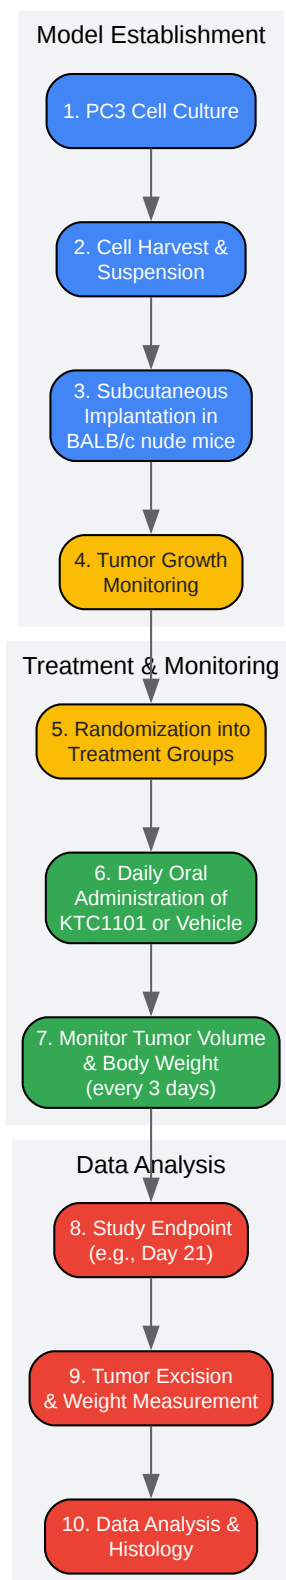 Model Establishment
1. PC3 Cell Culture
2. Cell Harvest &
Suspension
3. Subcutaneous
Implantation in
BALB/c nude mice
4. Tumor Growth
Monitoring
Treatment & Monitoring
5. Randomization into
Treatment Groups
6. Daily Oral
Administration of
KTC1101 or Vehicle
7. Monitor Tumor Volume
& Body Weight
(every 3 days)
Data Analysis
8. Study Endpoint
(e.g., Day 21)
9. Tumor Excision
& Weight Measurement
10. Data Analysis &
Histology